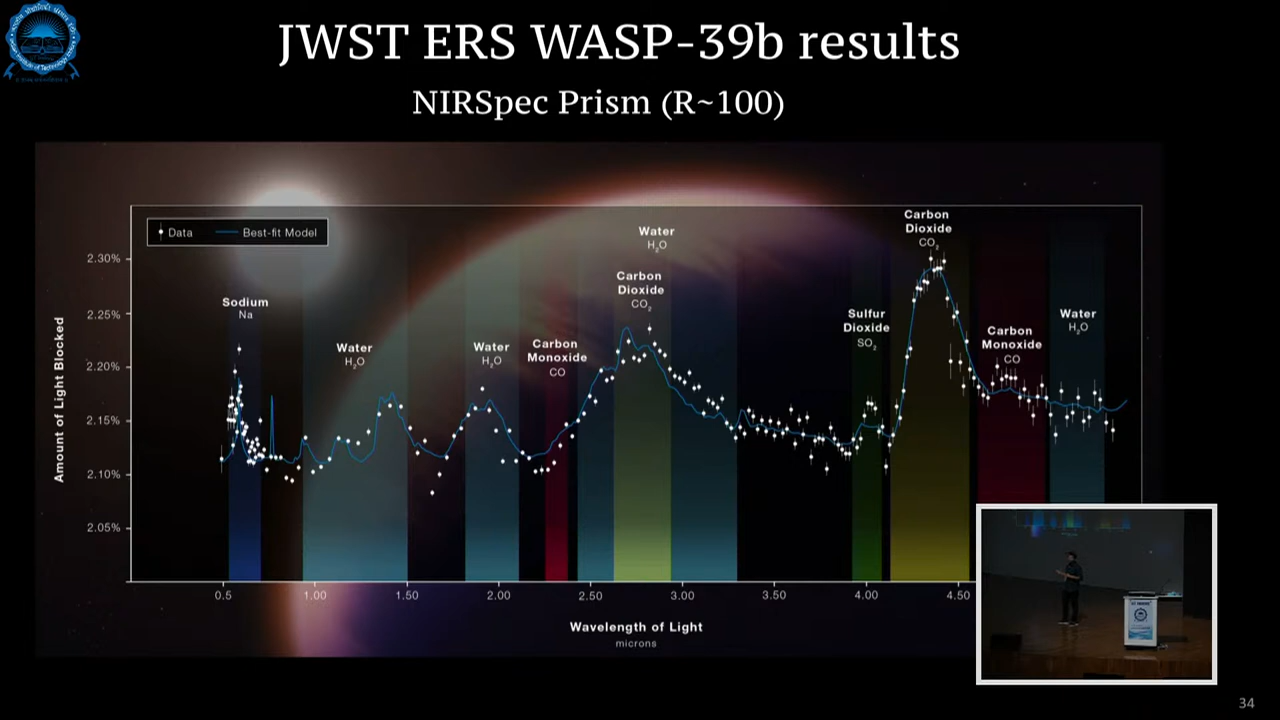 JWST ERS WASP-39b results
NIRSpec Prism (R~100)
Data
Best-fit Model
Sodium
Na
Water
H₂O
Water
H₂O
Carbon
Monoxide
CO
Water
H₂O
Carbon
Dioxide
CO₂
Sulfur
Dioxide
SO₂
Carbon
Dioxide
CO₂
Carbon
Monoxide
CO
Water
H₂O
Amount of Light Blocked
2.30%
2.25%
2.20%
2.15%
2.10%
2.05%
0.5
1.00
1.50
2.00
2.50
3.00
3.50
4.00
4.50
Wavelength of Light
microns
34